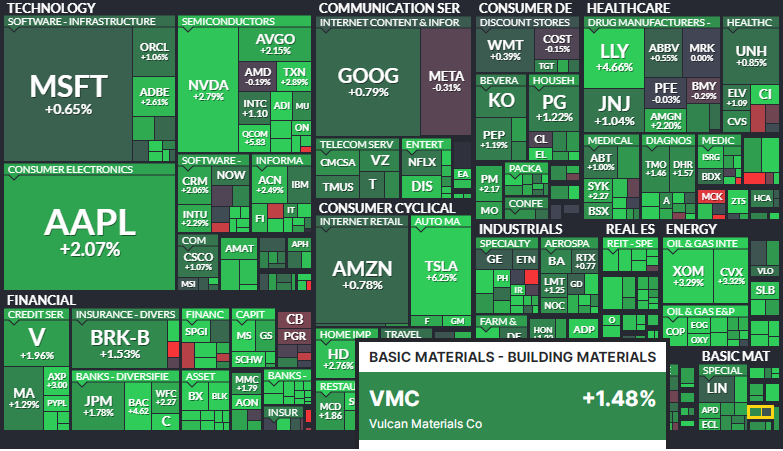 TECHNOLOGY
SOFTWARE - INFRASTRUCTURE
MSFT
+0.65%
ORCL
+1.06%
ADBE
+2.61%
SEMICONDUCTORS
NVDA
+2.79%
AVGO
+2.15%
AMD
-0.19%
TXN
+2.89%
INTC
+1.10
ADI
MU
QCOM
+5.83
ON
CONSUMER ELECTRONICS
AAPL
+2.07%
SOFTWARE -
CRM
+2.06%
NOW
INTU
+2.29%
INFORMA
ACN
+2.49%
IBM
FI
IT
COM
CSCO
+1.07%
MSI
AMAT
APH
COMMUNICATION SER
INTERNET CONTENT & INFOR
GOOG
+0.79%
META
-0.31%
TELECOM SERV
CMCSA
VZ
TMUS
T
ENTERT
NFLX
DIS
EA
CONSUMER CYCLICAL
INTERNET RETAIL
AMZN
+0.78%
AUTO MA
TSLA
+6.25%
F
GM
HOME IMP
HD
+2.76%
TRAVEL
RESTAU
MCD
+1.86
S
CONSUMER DE
DISCOUNT STORES
WMT
+0.39%
COST
-0.15%
TGT
BEVERA
KO
PEP
+1.19%
HOUSEH
PG
+1.22%
CL
EL
PM
+2.17
MO
PACKA
CONFE
HEALTHCARE
DRUG MANUFACTURERS -
LLY
+4.66%
JNJ
+1.04%
ABBV
+0.55%
MRK
0.00%
PFE
-0.03%
BMY
-0.29%
AMGN
+2.20%
HEALTHC
UNH
+0.85%
ELV
+1.09
CI
CVS
MEDICAL
ABT
+1.00%
SYK
+2.27
BSX
DIAGNO
TMO
+1.46
DHR
+1.57
A
MEDIC
ISRG
BDX
MCK
ZTS
HCA
INDUSTRIALS
SPECIALTY
GE
ETN
PH
IR
AEROSPA
BA
RTX
+0.77
LMT
+1.25
GD
NOC
FARM &
DE
HON
ADP
REAL ES
REIT - SPE
O
ENERGY
OIL & GAS INTE
XOM
+3.29%
CVX
+3.32%
VLO
SLB
OIL & GAS E&P
COP
EOG
OXY
FINANCIAL
CREDIT SER
V
+1.96%
MA
+1.29%
AXP
+3.00
PYPL
INSURANCE - DIVERS
BRK-B
+1.53%
BANKS - DIVERSIFIE
JPM
+1.78%
BAC
+4.62
WFC
+2.27
C
FINANC
SPGI
CAPIT
MS
GS
SCHW
CB
PGR
ASSET
BX
BLK
MMC
+1.79
AON
BANKS -
INSUR
BASIC MAT
SPECIAL
LIN
APD
ECL
BASIC MATERIALS - BUILDING MATERIALS
VMC
+1.48%
Vulcan Materials Co